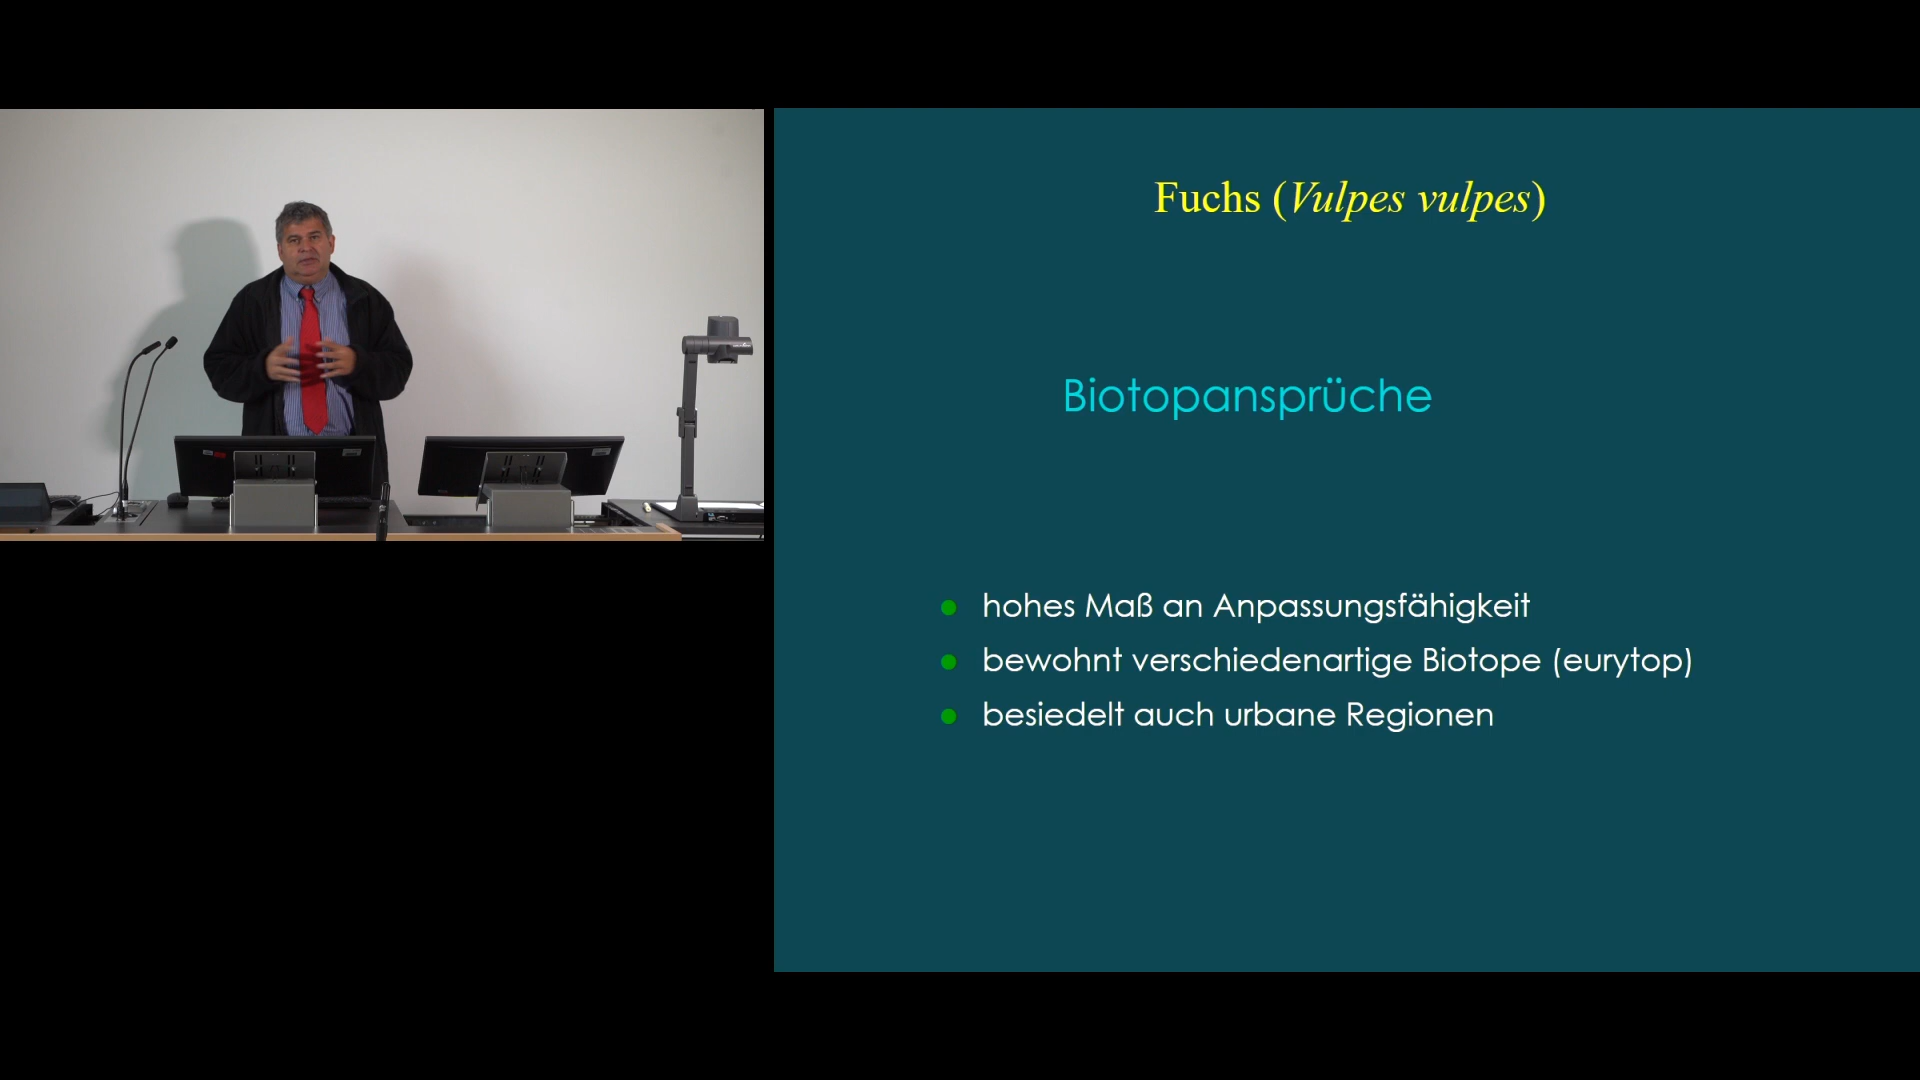 Fuchs (Vulpes vulpes)
Biotopansprüche
hohes Maß an Anpassungsfähigkeit
bewohnt verschiedenartige Biotope (eurytop)
besiedelt auch urbane Regionen